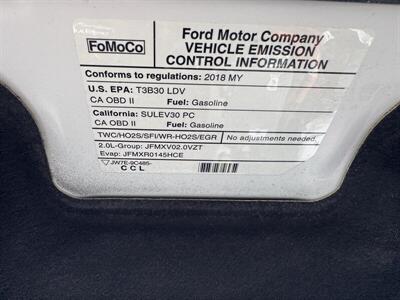 FoMoCo
Ford Motor Company
VEHICLE EMISSION
CONTROL INFORMATION
Conforms to regulations: 2018 MY
U.S. EPA: T3B30 LDV
CA OBD II Fuel: Gasoline
California: SULEV30 PC
CA OBD II Fuel: Gasoline
TWC/HO2S/SFI/WR-HO2S/EGR No adjustments needed.
2.0L-Group: JFMXV02.0VZT
Evap: JFMXR0145HCE
JW7E-9C485-
CCL